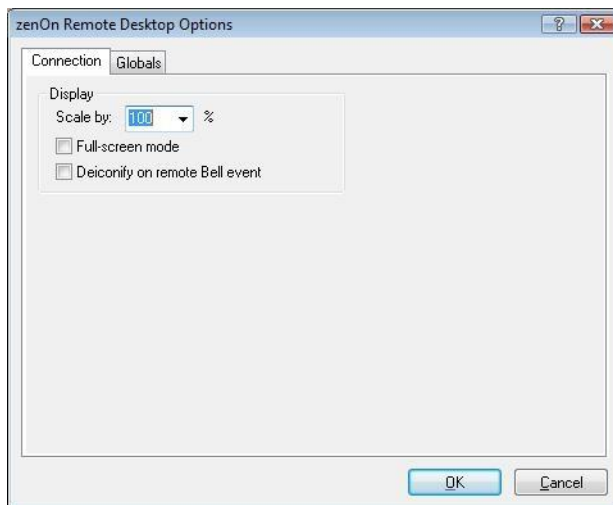 zenOn Remote Desktop Options
Connection Globals
Display
Scale by: 100 %
Full-screen mode
Deiconify on remote Bell event
OK Cancel